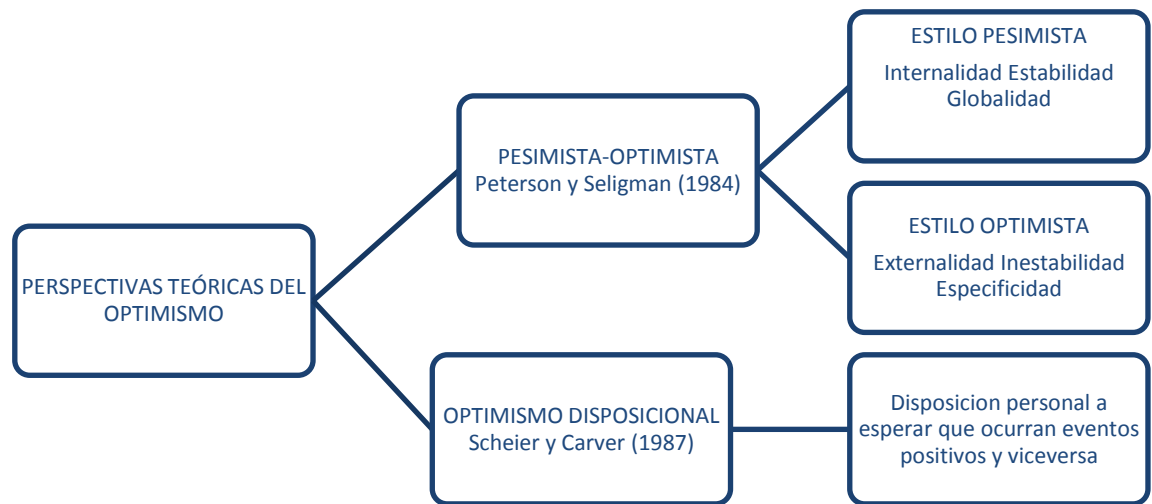 PERSPECTIVAS TEÓRICAS DEL
OPTIMISMO
PESIMISTA-OPTIMISTA
Peterson y Seligman (1984)
ESTILO PESIMISTA
Internalidad Estabilidad
Globalidad
ESTILO OPTIMISTA
Externalidad Inestabilidad
Especificidad
OPTIMISMO DISPOSICIONAL
Scheier y Carver (1987)
Disposicion personal a
esperar que ocurran eventos
positivos y viceversa